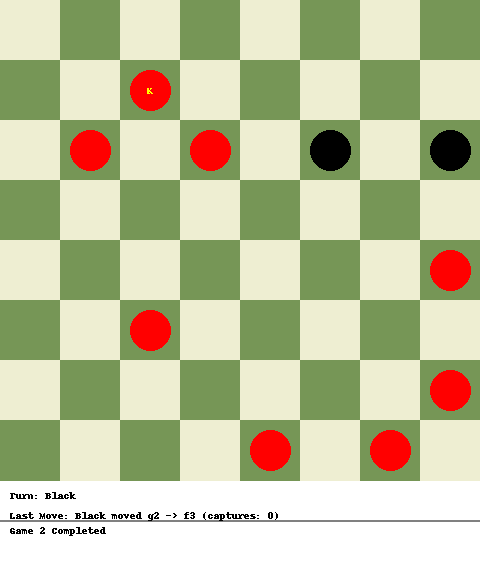 K
Turn: Black
Last Move: Black moved g2 -> f3 (captures: 0)
Game 2 Completed